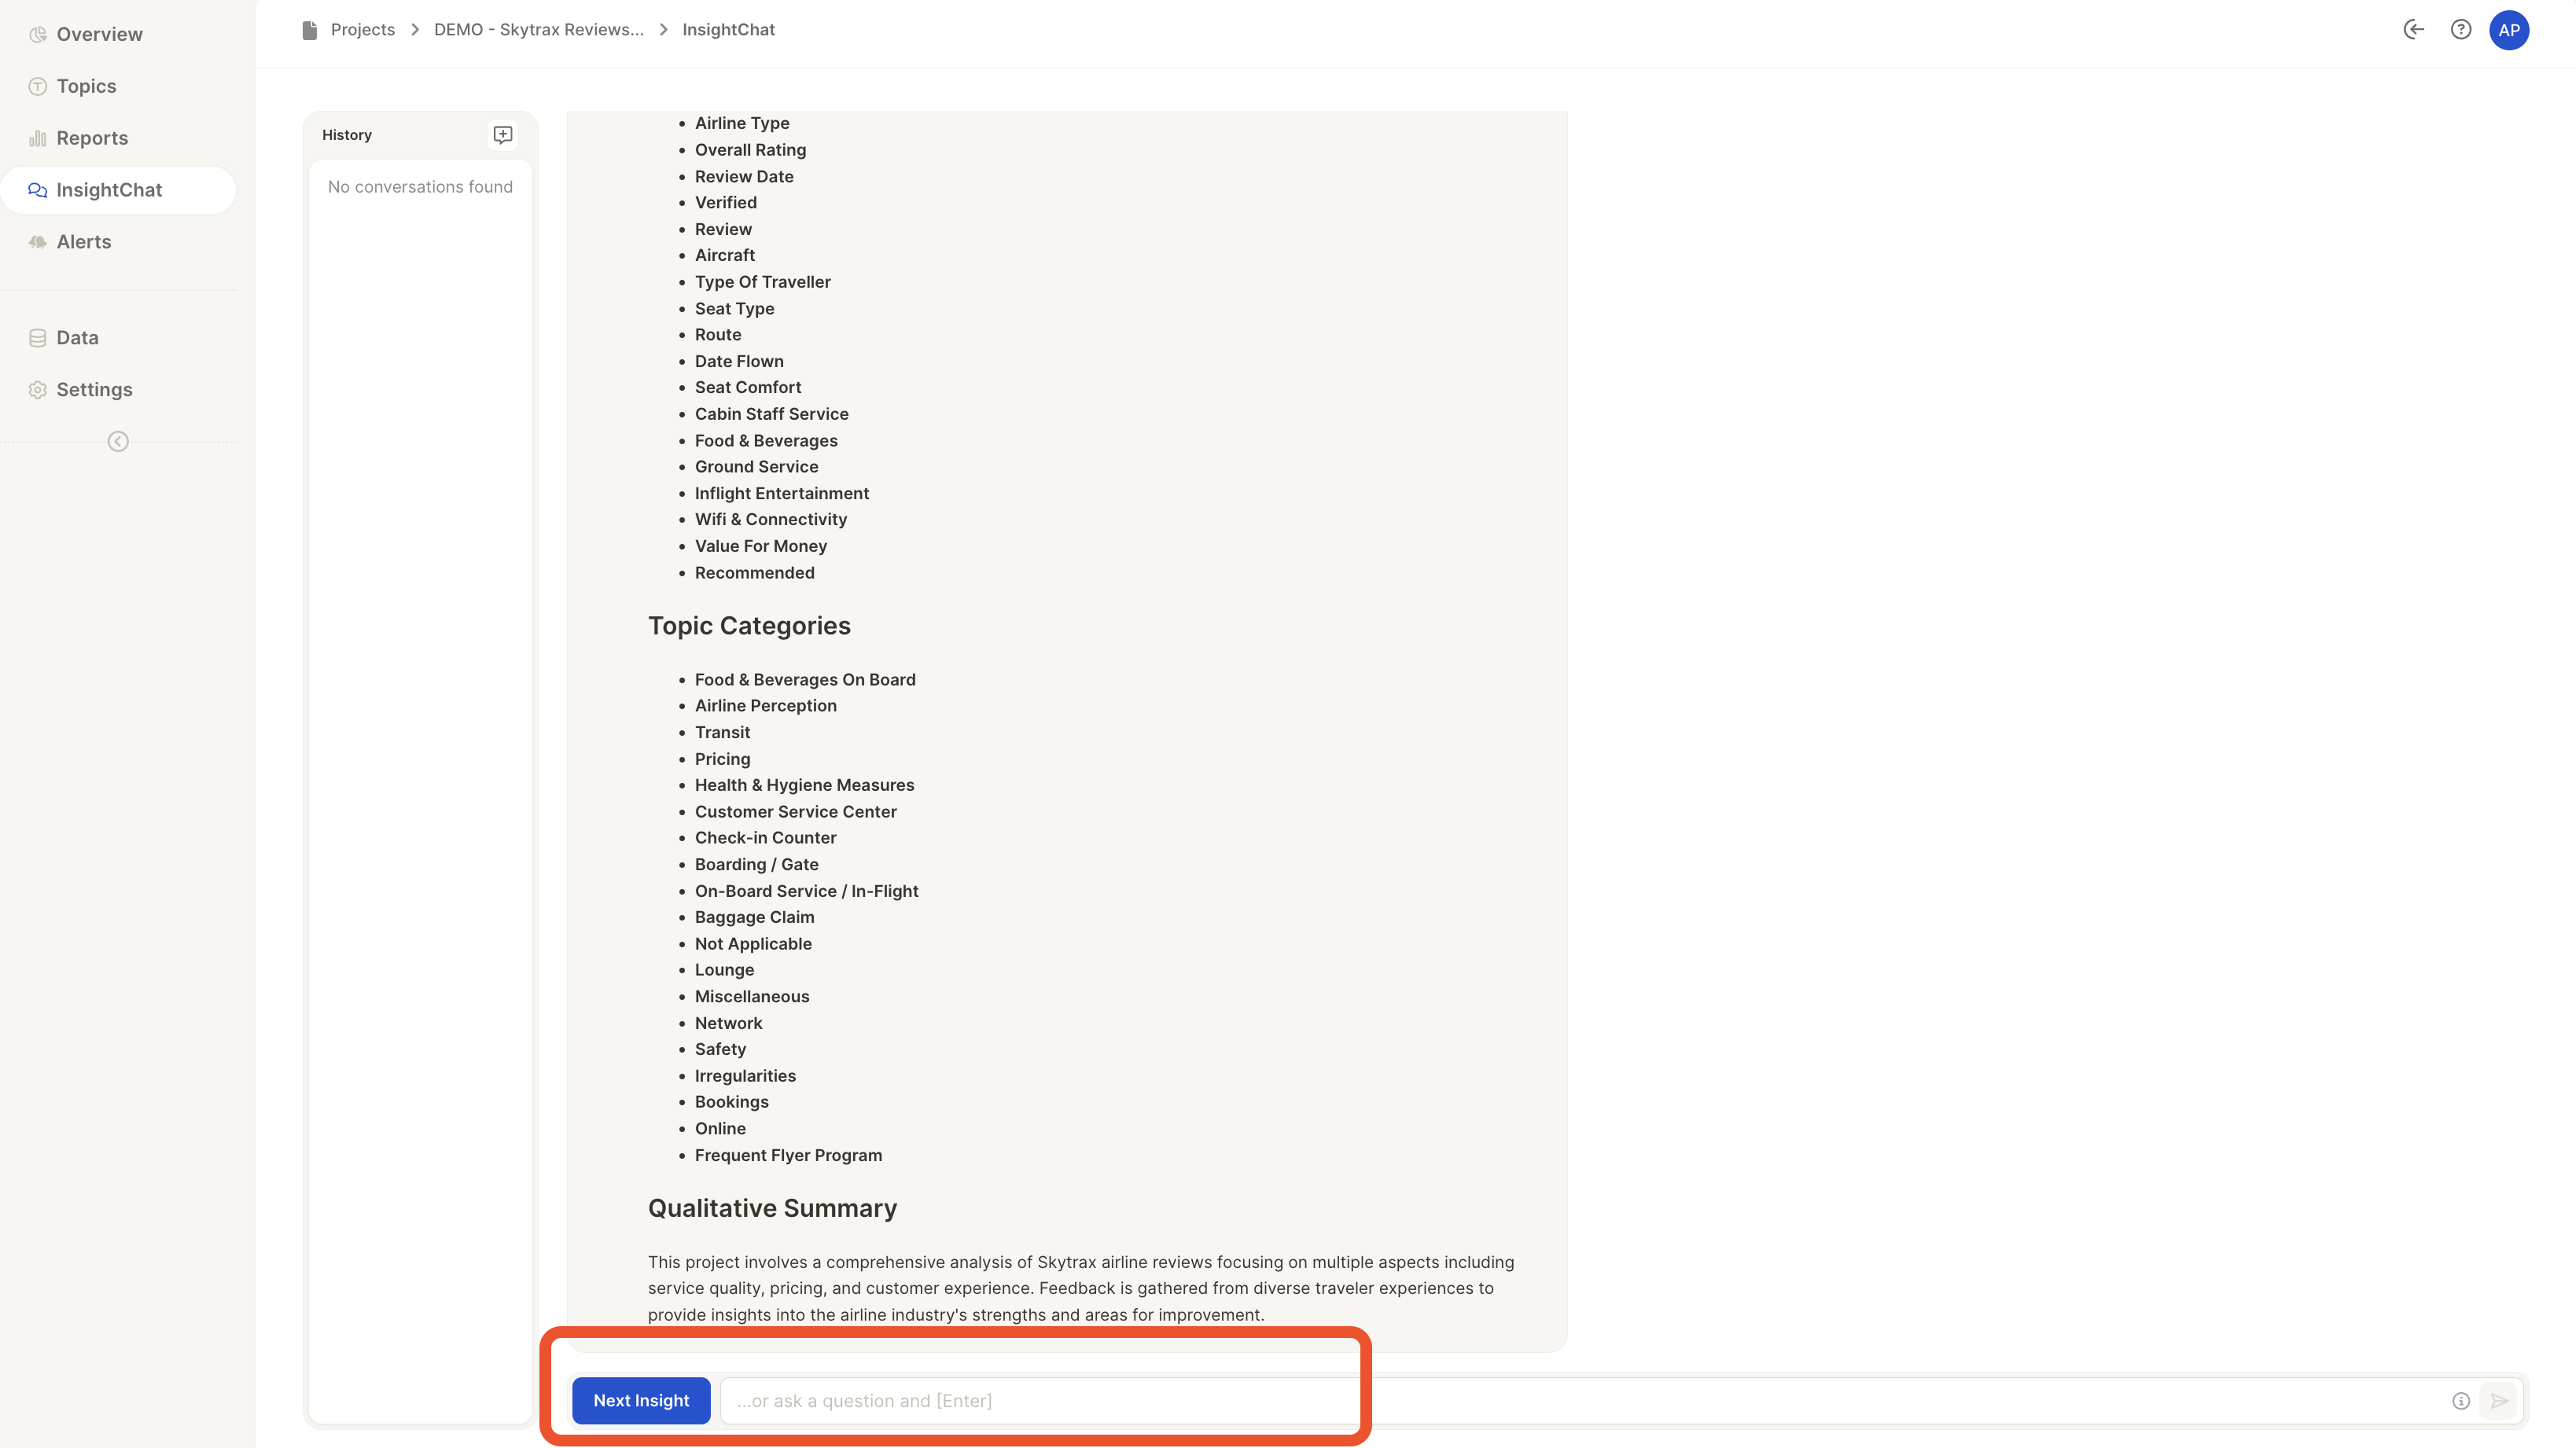 Overview
Topics
Reports
InsightChat
Alerts
Data
Settings
Projects > DEMO - Skytrax Reviews... > InsightChat
AP
History
No conversations found
• Airline Type
• Overall Rating
• Review Date
• Verified
• Review
• Aircraft
• Type Of Traveller
• Seat Type
• Route
• Date Flown
• Seat Comfort
• Cabin Staff Service
• Food & Beverages
• Ground Service
• Inflight Entertainment
• Wifi & Connectivity
• Value For Money
• Recommended
Topic Categories
• Food & Beverages On Board
• Airline Perception
• Transit
• Pricing
• Health & Hygiene Measures
• Customer Service Center
• Check-in Counter
• Boarding / Gate
• On-Board Service / In-Flight
• Baggage Claim
• Not Applicable
• Lounge
• Miscellaneous
• Network
• Safety
• Irregularities
• Bookings
• Online
• Frequent Flyer Program
Qualitative Summary
This project involves a comprehensive analysis of Skytrax airline reviews focusing on multiple aspects including
service quality, pricing, and customer experience. Feedback is gathered from diverse traveler experiences to
provide insights into the airline industry's strengths and areas for improvement.
Next Insight
...or ask a question and [Enter]